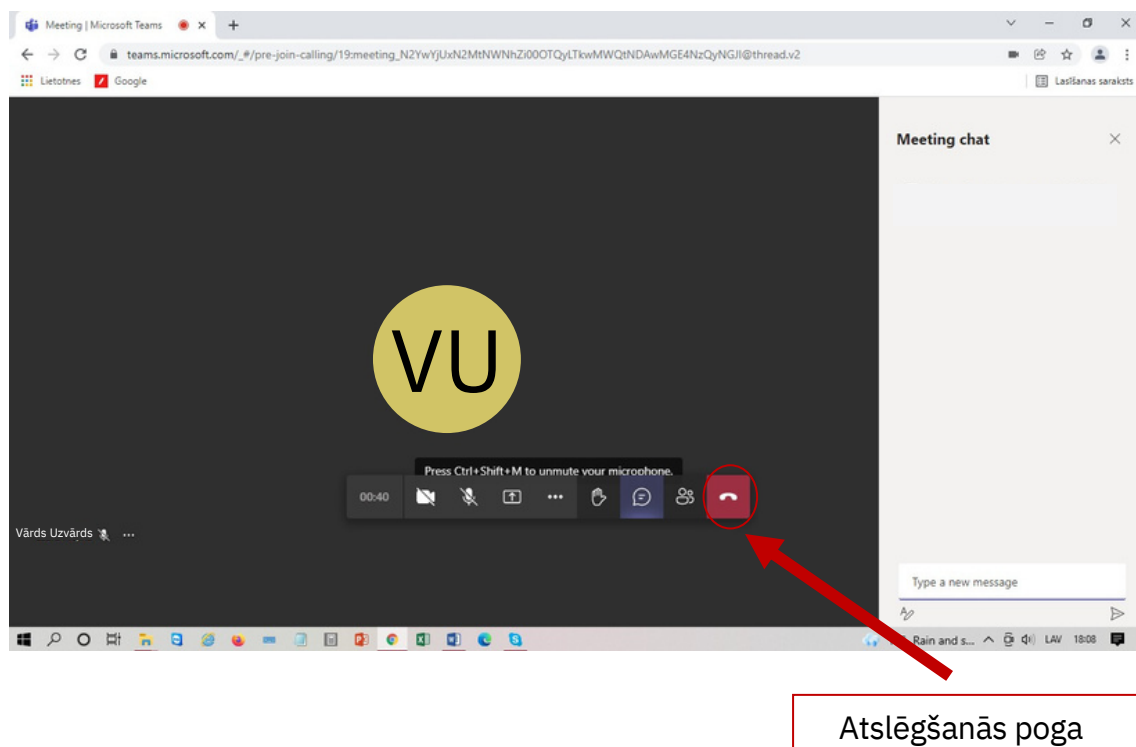 Meeting | Microsoft Teams
teams.microsoft.com/_#/pre-join-calling/19:meeting_N2YwYjUxN2MtNWNhZi00OTQyLTkwMWQtNDAwMGE4NzQyNGJl@thread.v2
Lietotnes Google Lasīšanas saraksts
Meeting chat
VU
Press Ctrl+Shift+M to unmute your microphone.
00:40
Vārds Uzvārds
Type a new message
Rain and s... LAV 18:08
Atslēgšanās poga